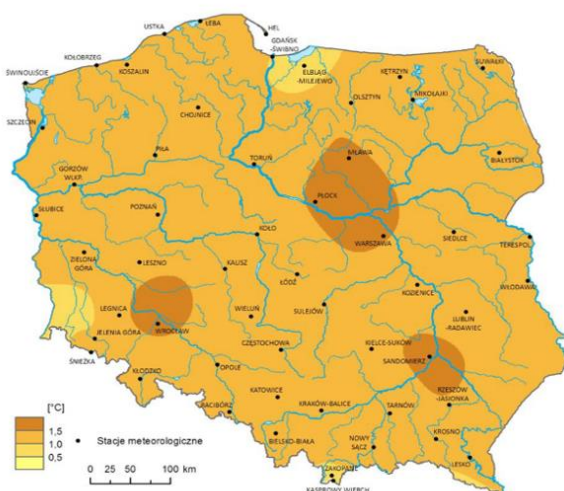 ŁEBA
USTKA
HEL
GDAŃSK
-ŚWIBNO
KOŁOBRZEG
KOSZALIN
ELBLĄG
-MILEJEWO
KĘTRZYN
SUWAŁKI
ŚWINOUJŚCIE
MIKOŁAJKI
OLSZTYN
CHOJNICE
SZCZECIN
PIŁA
TORUŃ
MŁAWA
BIAŁYSTOK
GORZÓW
WLKP.
PŁOCK
SŁUBICE
POZNAŃ
KOŁO
WARSZAWA
SIEDLCE
TERESPOL
ZIELONA
GÓRA
LESZNO
KALISZ
ŁÓDŹ
WŁODAWA
KOZIENICE
LEGNICA
WIELUŃ
SULEJÓW
LUBLIN
-RADAWIEC
WROCŁAW
JELENIA GÓRA
CZĘSTOCHOWA
KIELCE-SUKÓW
SANDOMIERZ
ŚNIEŻKA
KŁODZKO
OPOLE
RZESZÓW
-JASIONKA
KATOWICE
RACIBÓRZ
KRAKÓW-BALICE
TARNÓW
KROSNO
BIELSKO-BIAŁA
NOWY
SĄCZ
LESKO
ZAKOPANE
KASPROWY WIERCH
[°C]
1,5
1,0
0,5
Stacje meteorologiczne
0 50 100 km